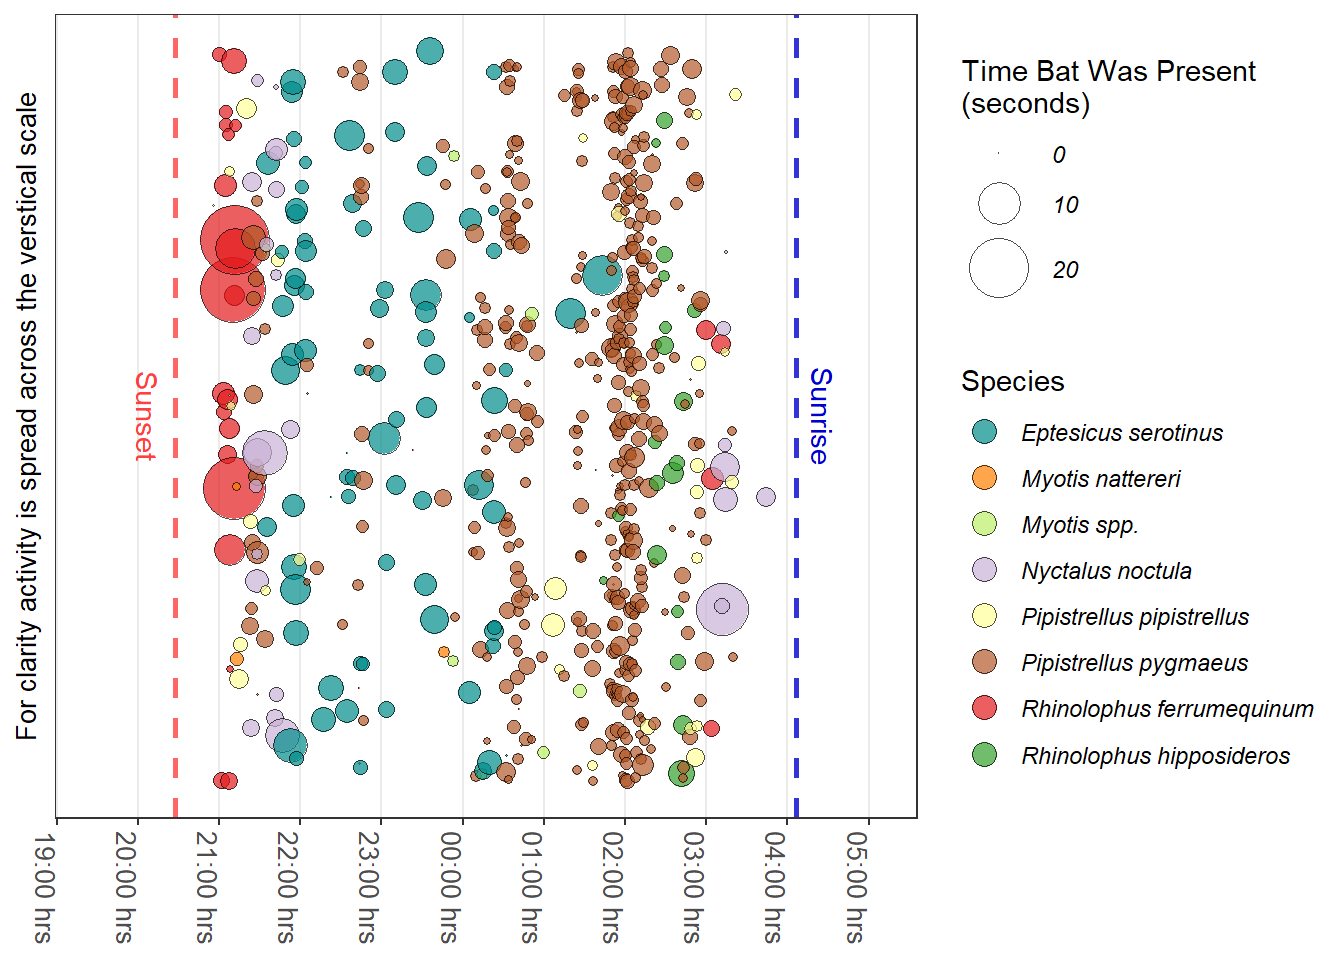 For clarity activity is spread across the verstical scale
Sunset
Sunrise
19:00 hrs
20:00 hrs
21:00 hrs
22:00 hrs
23:00 hrs
00:00 hrs
01:00 hrs
02:00 hrs
03:00 hrs
04:00 hrs
05:00 hrs
Time Bat Was Present
(seconds)
0
10
20
Species
Eptesicus serotinus
Myotis nattereri
Myotis spp.
Nyctalus noctula
Pipistrellus pipistrellus
Pipistrellus pygmaeus
Rhinolophus ferrumequinum
Rhinolophus hipposideros